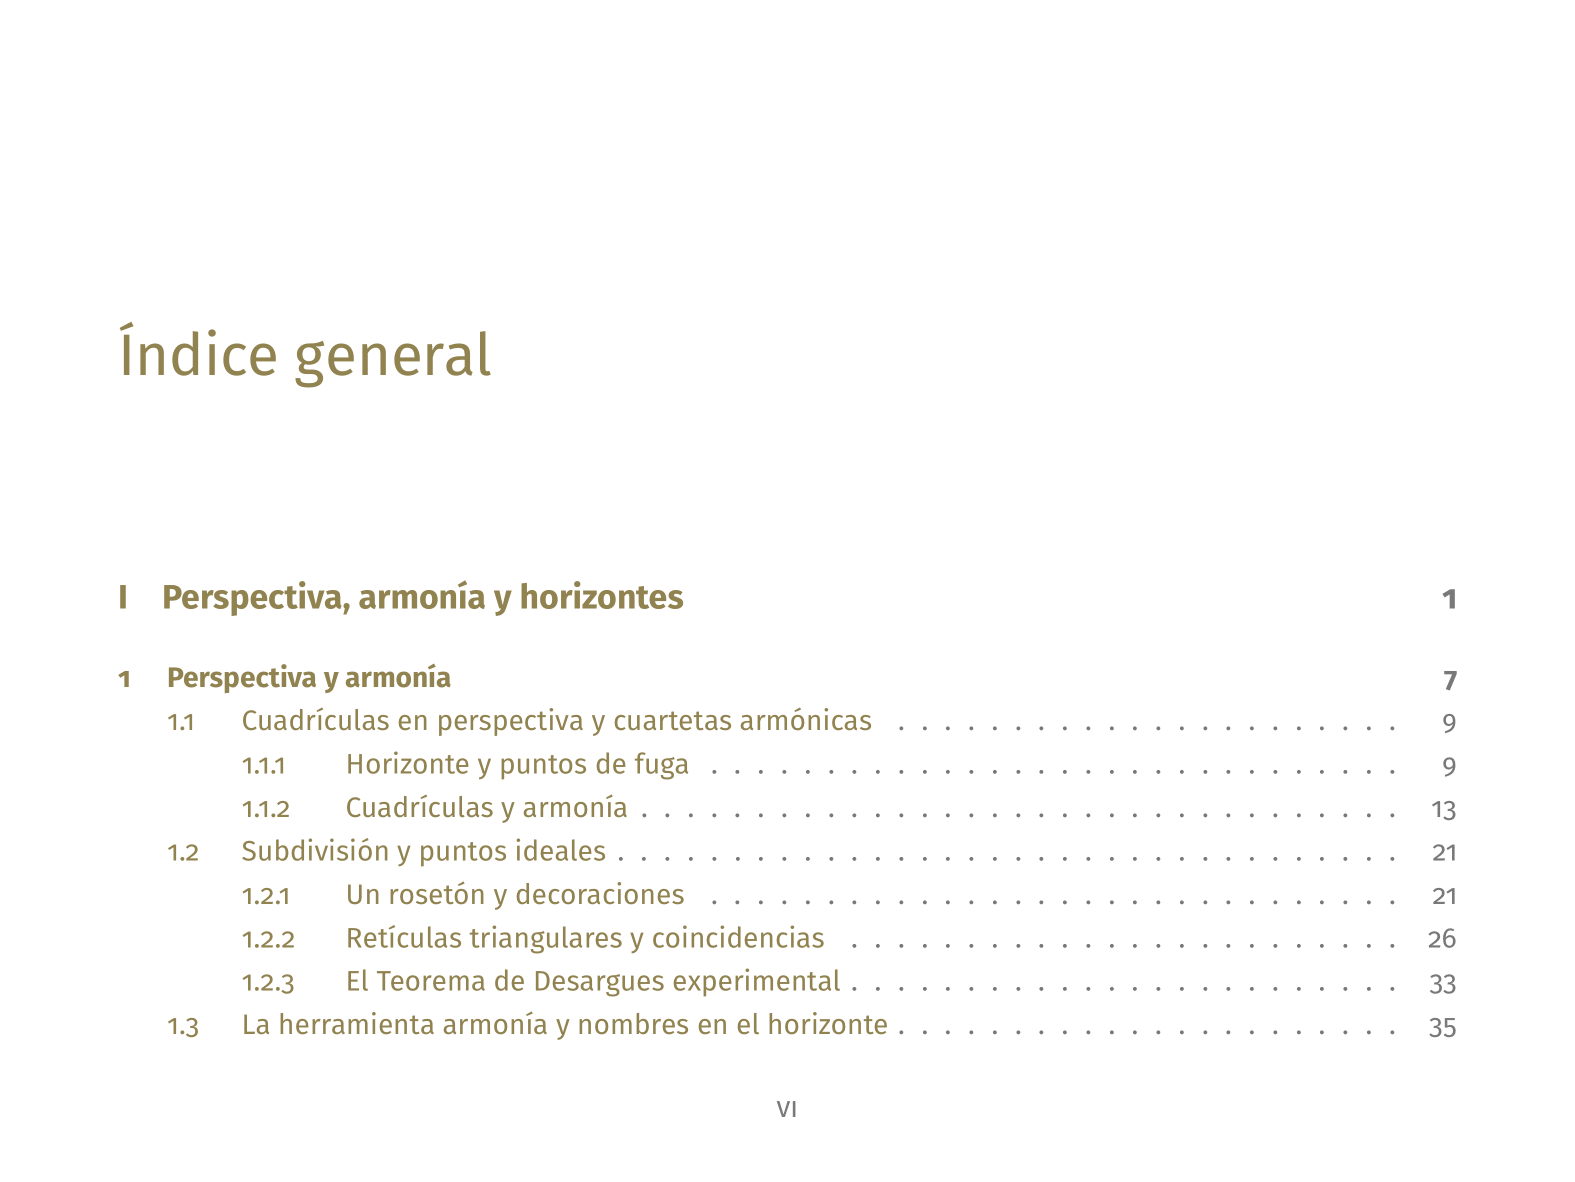 Índice general
I Perspectiva, armonía y horizontes 1
1 Perspectiva y armonía 7
1.1 Cuadrículas en perspectiva y cuartetas armónicas . . . . . . . . . . . . . . . . . . . . . . 9
1.1.1 Horizonte y puntos de fuga . . . . . . . . . . . . . . . . . . . . . . . . . . . . . . 9
1.1.2 Cuadrículas y armonía . . . . . . . . . . . . . . . . . . . . . . . . . . . . . . . . . 13
1.2 Subdivisión y puntos ideales . . . . . . . . . . . . . . . . . . . . . . . . . . . . . . . . . . 21
1.2.1 Un rosetón y decoraciones . . . . . . . . . . . . . . . . . . . . . . . . . . . . . . 21
1.2.2 Retículas triangulares y coincidencias . . . . . . . . . . . . . . . . . . . . . . . . 26
1.2.3 El Teorema de Desargues experimental . . . . . . . . . . . . . . . . . . . . . . . . 33
1.3 La herramienta armonía y nombres en el horizonte . . . . . . . . . . . . . . . . . . . . . . 35
VI